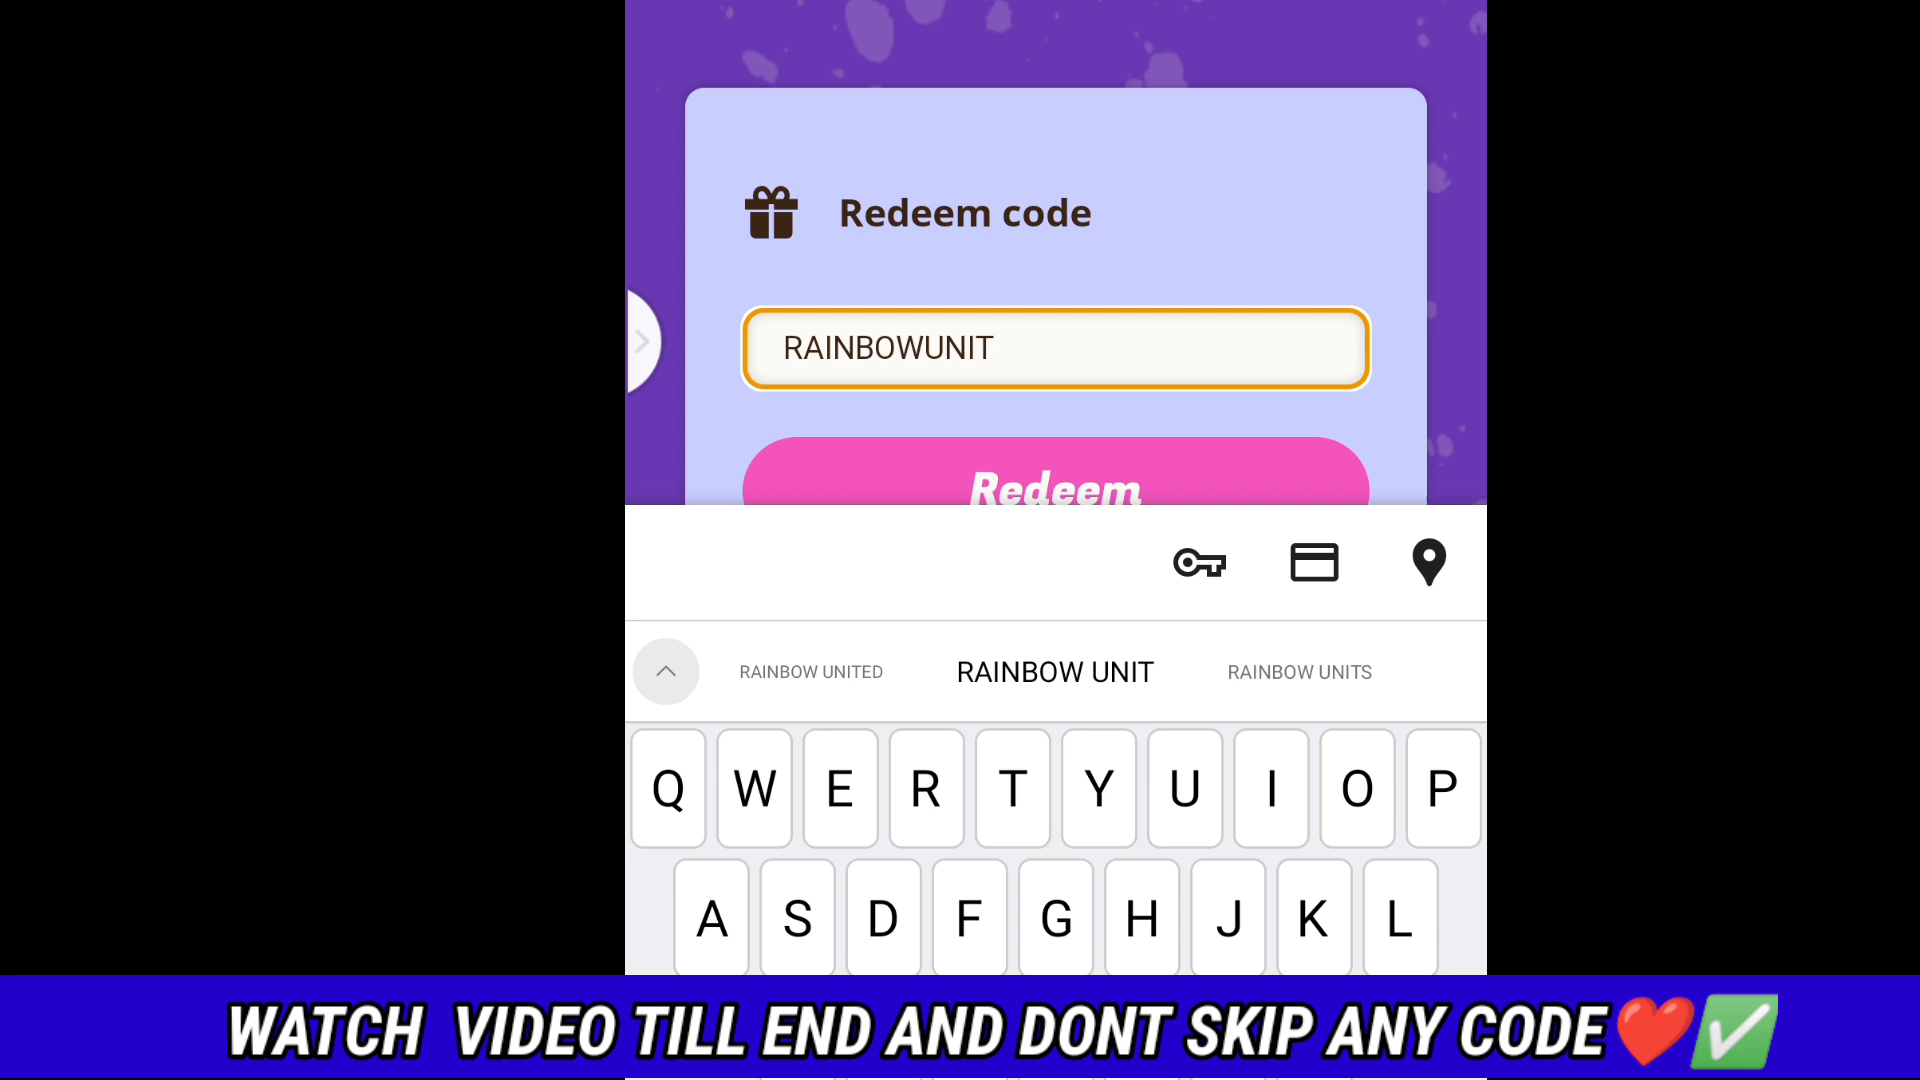 Redeem code
RAINBOWUNIT
Redeem
RAINBOW UNITED RAINBOW UNIT RAINBOW UNITS
Q W E R T Y U I O P
A S D F G H J K L
WATCH VIDEO TILL END AND DONT SKIP ANY CODE❤️✅